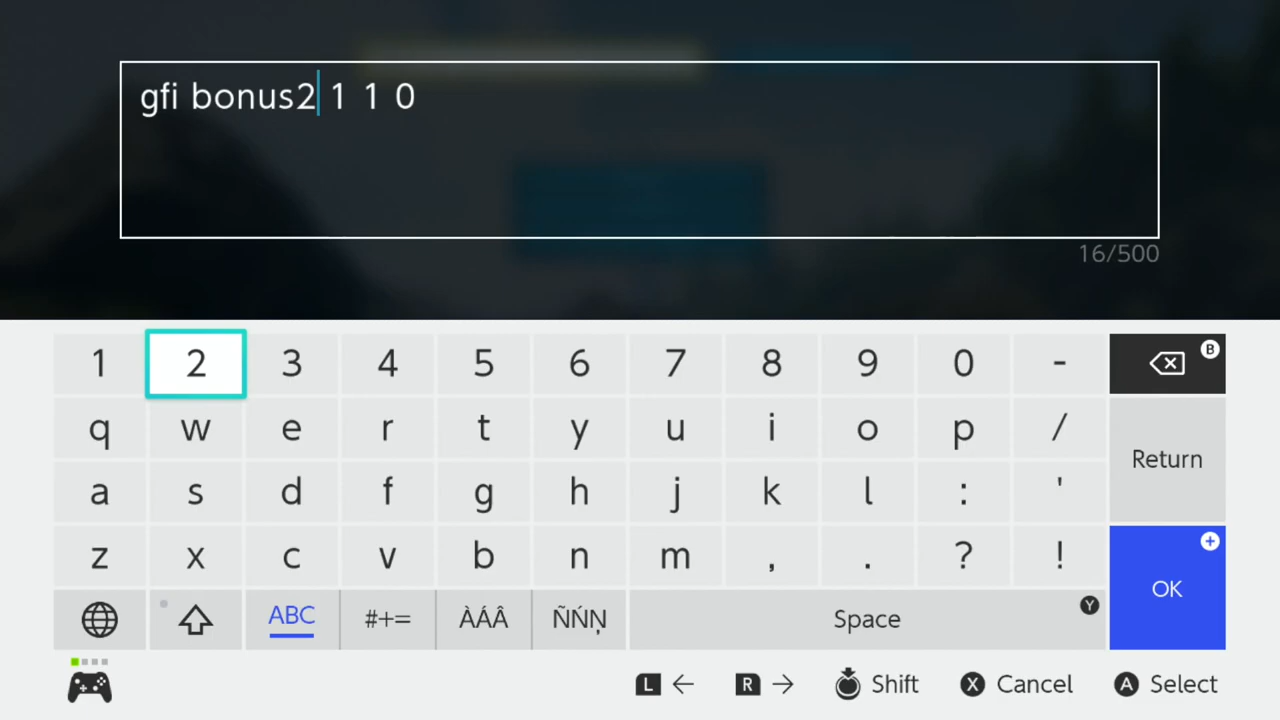 gfi bonus2 1 1 0
16/500
1 2 3 4 5 6 7 8 9 0 - B
q w e r t y u i o p / Return
a s d f g h j k l : '
z x c v b n m , . ? ! + OK
ABC #+= ÀÁÂ ÑŃŅ Space Y
L ← R → Shift X Cancel A Select